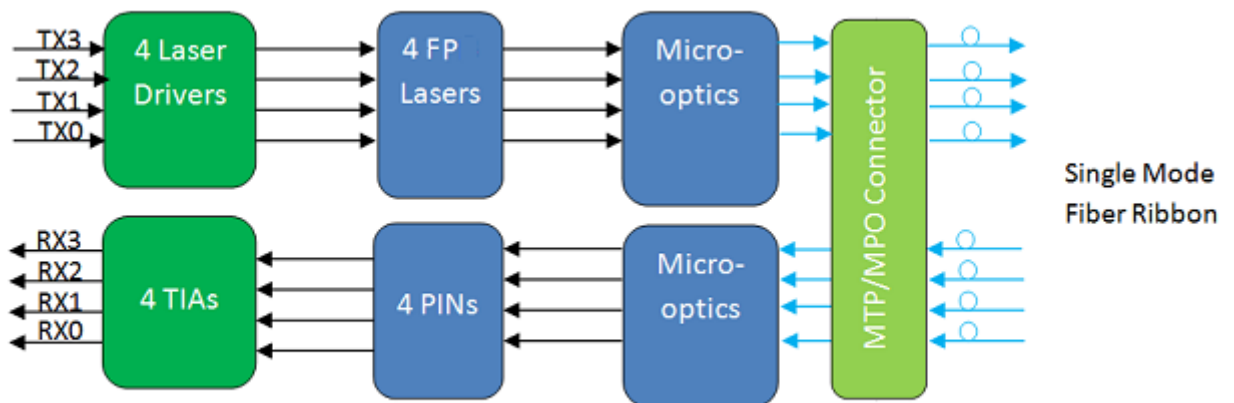 TX3
TX2
TX1
TX0
4 Laser
Drivers
4 FP
Lasers
Micro-
optics
MTP/MPO Connector
Single Mode
Fiber Ribbon
RX3
RX2
RX1
RX0
4 TIAs
4 PINs
Micro-
optics